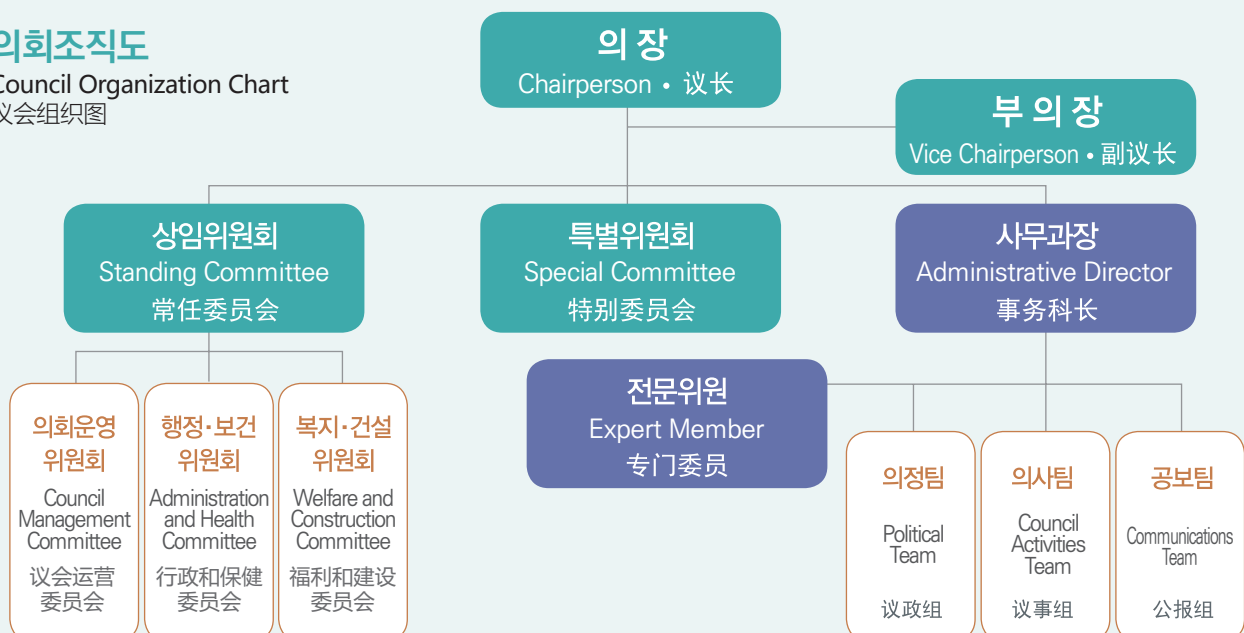 의회조직도
Council Organization Chart
议会组织图
의 장
Chairperson • 议长
부 의 장
Vice Chairperson • 副议长
상임위원회
Standing Committee
常任委员会
특별위원회
Special Committee
特别委员会
사무과장
Administrative Director
事务科长
전문위원
Expert Member
专门委员
의회운영
위원회
Council
Management
Committee
议会运营
委员会
행정·보건
위원회
Administration
and Health
Committee
行政和保健
委员会
복지·건설
위원회
Welfare and
Construction
Committee
福利和建设
委员会
의정팀
Political
Team
议政组
의사팀
Council
Activities
Team
议事组
공보팀
Communications
Team
公报组